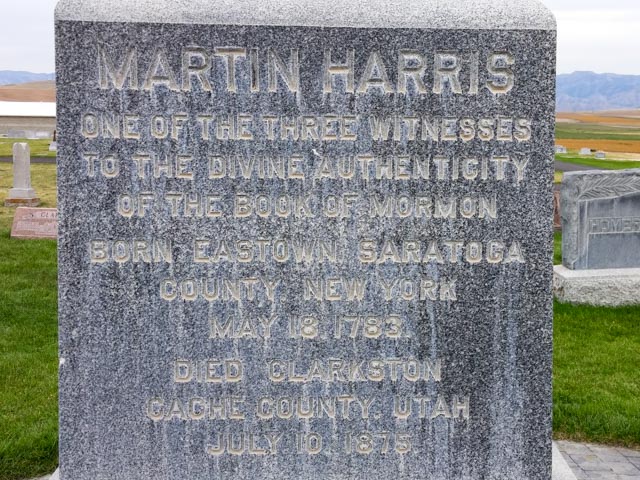 MARTIN HARRIS
ONE OF THE THREE WITNESSES
TO THE DIVINE AUTHENTICITY
OF THE BOOK OF MORMON
BORN EASTOWN SARATOGA
COUNTY NEW YORK
MAY 18 1783
DIED CLARKSTON
CACHE COUNTY, UTAH
JULY 10 1875